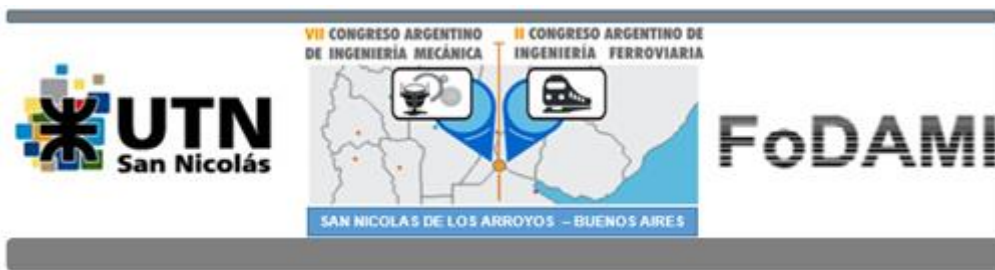 VII CONGRESO ARGENTINO
DE INGENIERÍA MECÁNICA
II CONGRESO ARGENTINO DE
INGENIERÍA FERROVIARIA
UTN
San Nicolás
FoDAMI
SAN NICOLAS DE LOS ARROYOS – BUENOS AIRES